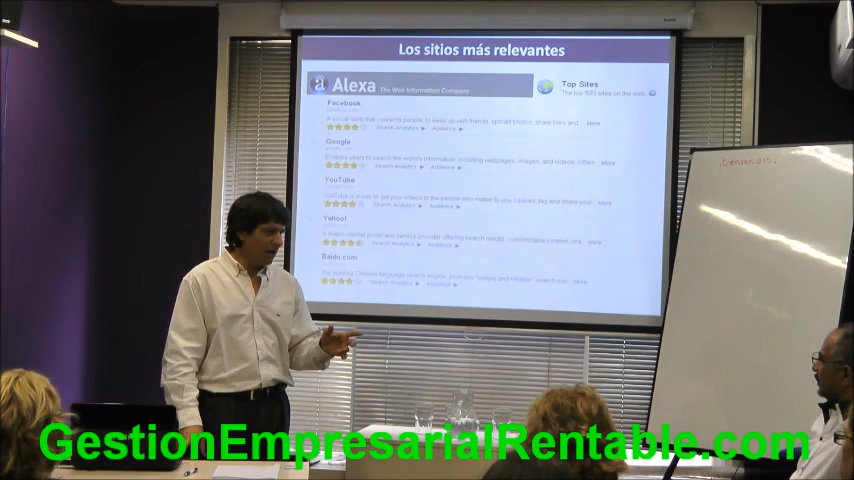 Los sitios más relevantes
a Alexa The Web Information Company
Top Sites
The top 500 sites on the web.
Facebook
A social utility that connects people, to keep up with friends, upload photos, share links and ... More
Search Analytics Audience
Google
Enables users to search the world's information, including webpages, images, and videos. Offers... More
Search Analytics Audience
YouTube
YouTube is a way to get your videos to the people who matter to you. Upload, tag and share your... More
Search Analytics Audience
Yahoo!
A major internet portal and service provider offering search results, customizable content, cha... More
Search Analytics Audience
Baidu.com
The leading Chinese language search engine, provides "simple and reliable" search exp... More
Search Analytics Audience
¡Bienvenidos!
GestionEmpresarialRentable.com